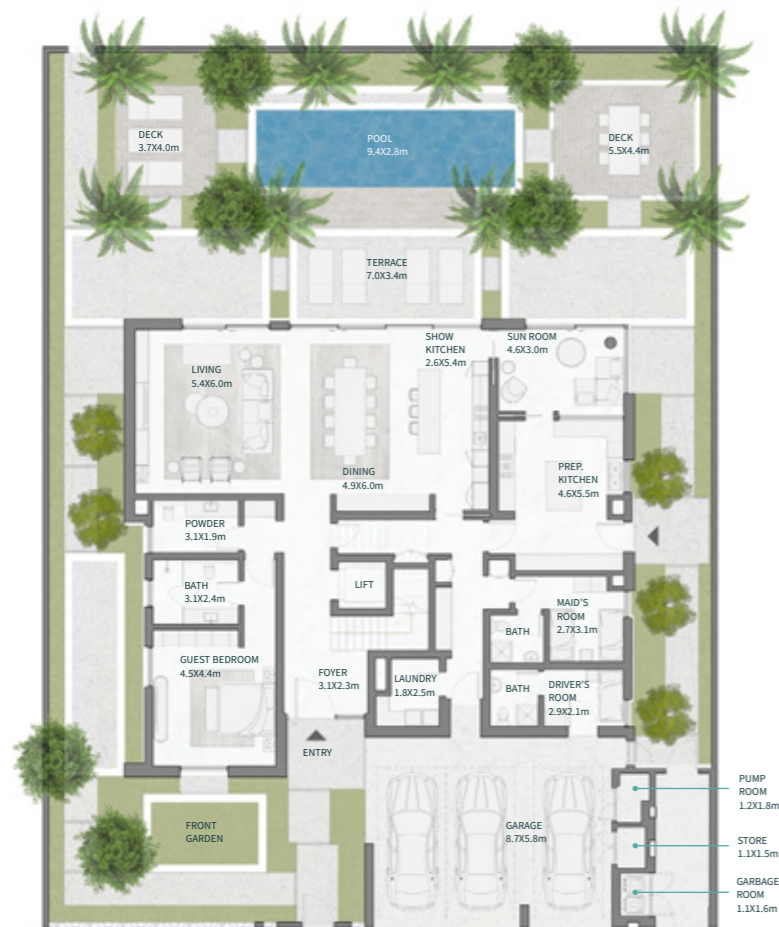 DECK
3.7X4.0m
POOL
9.4X2.8m
DECK
5.5X4.4m
TERRACE
7.0X3.4m
SHOW
KITCHEN
2.6X5.4m
SUN ROOM
4.6X3.0m
LIVING
5.4X6.0m
DINING
4.9X6.0m
PREP.
KITCHEN
4.6X5.5m
POWDER
3.1X1.9m
BATH
3.1X2.4m
LIFT
MAID'S
ROOM
2.7X3.1m
BATH
GUEST BEDROOM
4.5X4.4m
FOYER
3.1X2.3m
LAUNDRY
1.8X2.5m
BATH
DRIVER'S
ROOM
2.9X2.1m
ENTRY
FRONT
GARDEN
GARAGE
8.7X5.8m
PUMP
ROOM
1.2X1.8m
STORE
1.1X1.5m
GARBAGE
ROOM
1.1X1.6m